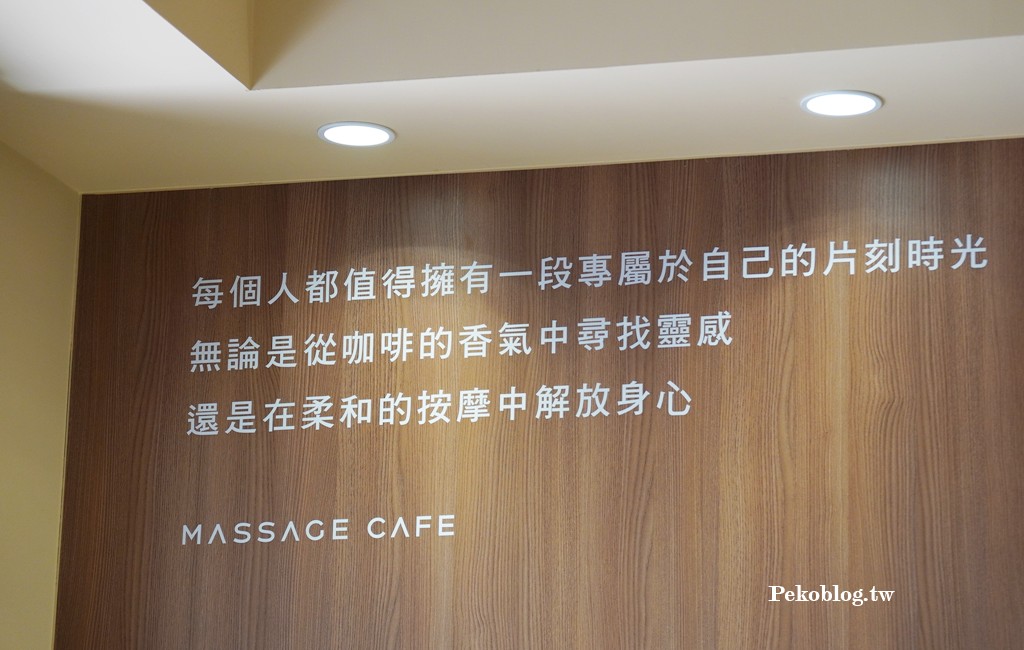 每個人都值得擁有一段專屬於自己的片刻時光
無論是從咖啡的香氣中尋找靈感
還是在柔和的按摩中解放身心
MASSAGE CAFE
Pekoblog.tw